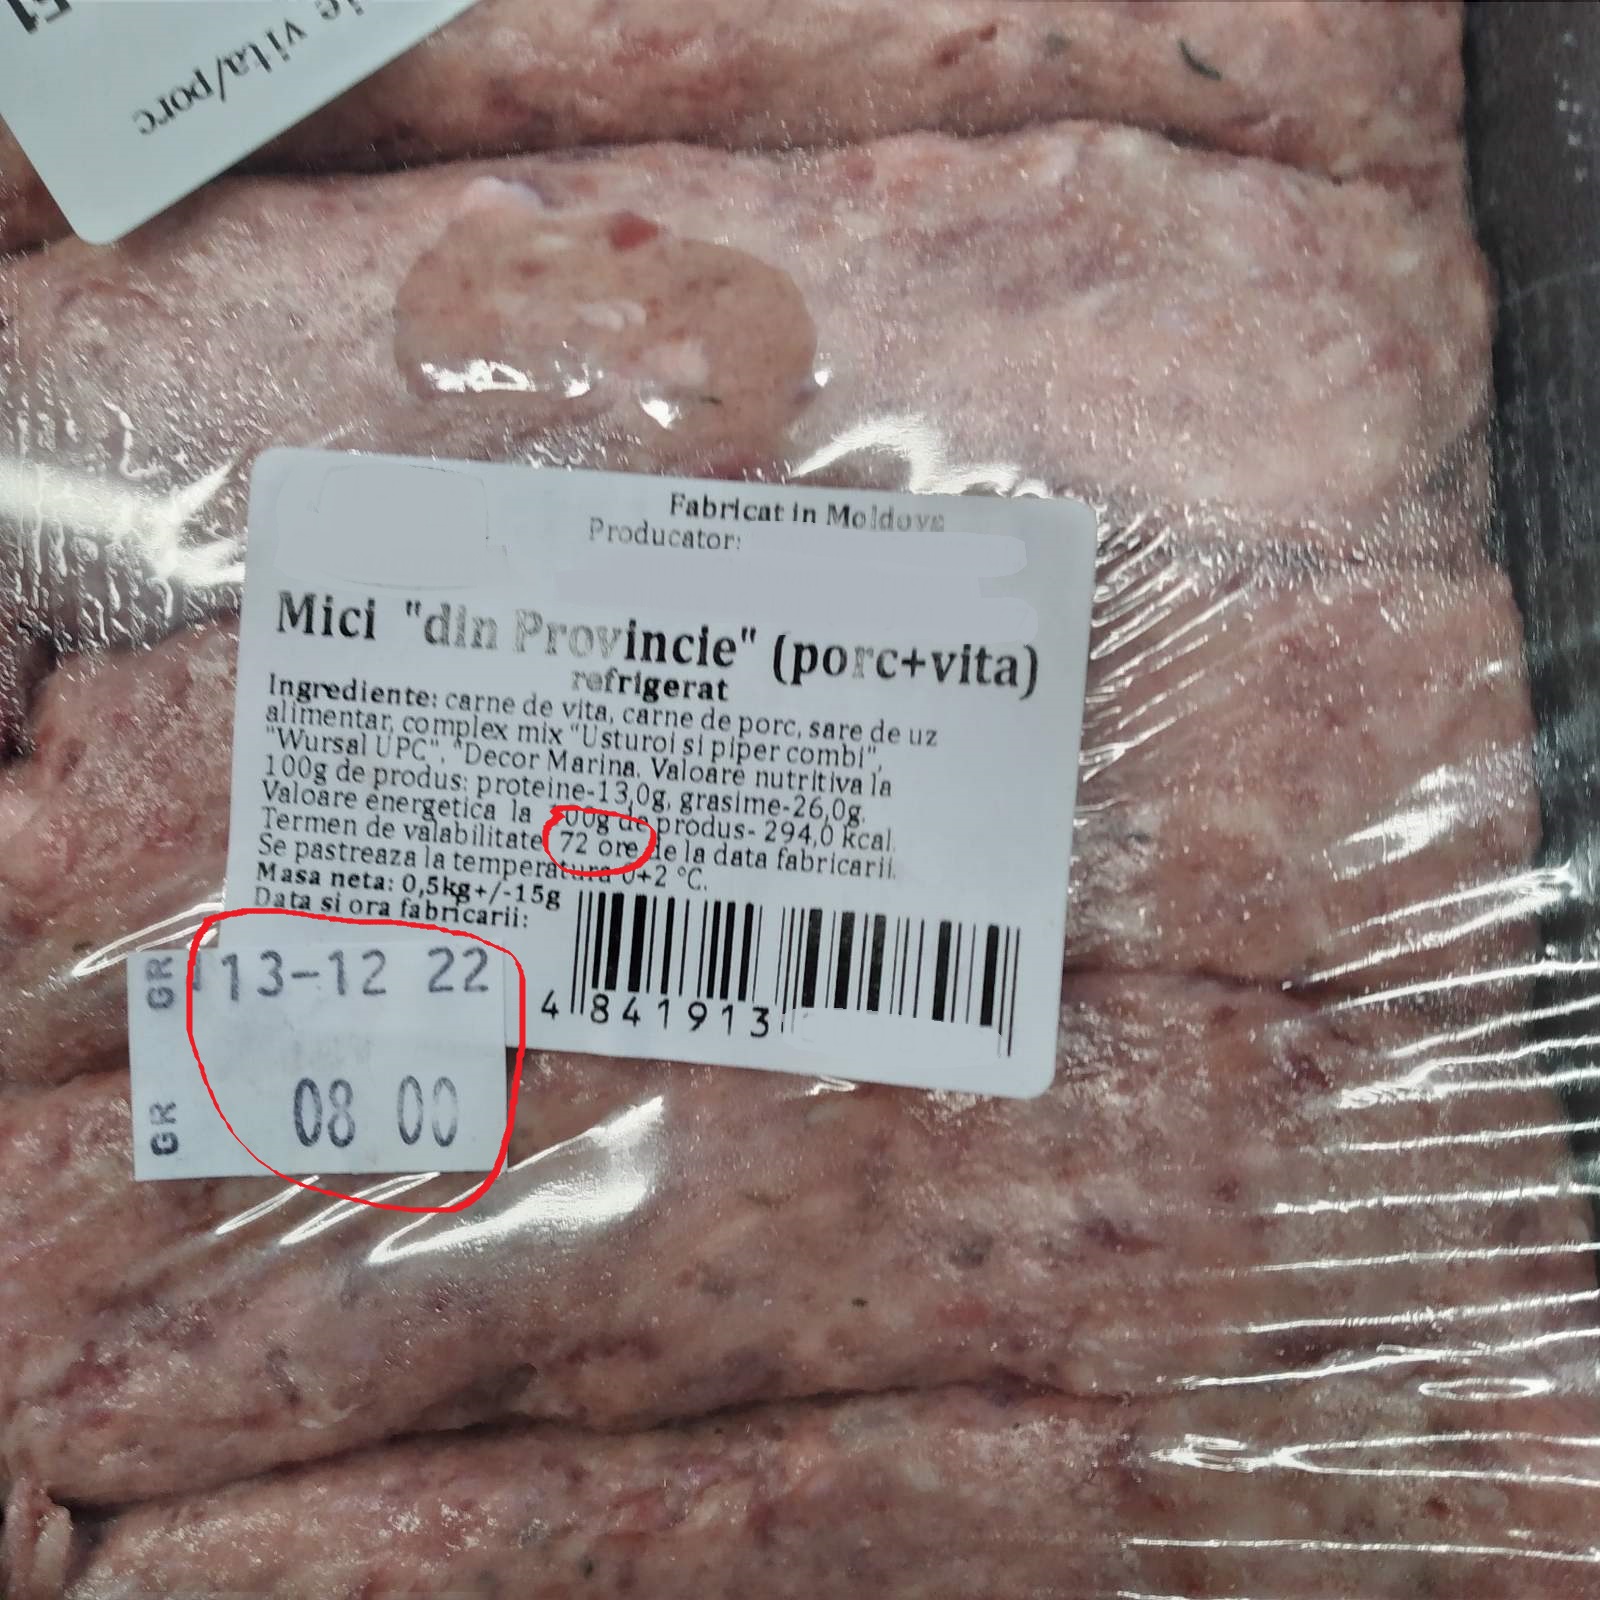 51
ie vita/porc
Fabricat in Moldova
Producator:
Mici "din Provincie" (porc+vita)
refrigerat
Ingrediente: carne de vita, carne de porc, sare de uz
alimentar, complex mix "Usturoi si piper combi",
"Wursal UPC", "Decor Marina. Valoare nutritiva la
100g de produs: proteine-13,0g, grasime-26,0g.
Valoare energetica la 100g de produs- 294,0 kcal.
Termen de valabilitate 72 ore de la data fabricarii.
Se pastreaza la temperatura 0+2 °C.
Masa neta: 0,5kg+/-15g
Data si ora fabricarii:
GR 13-12 22
GR 08 00
4 841913